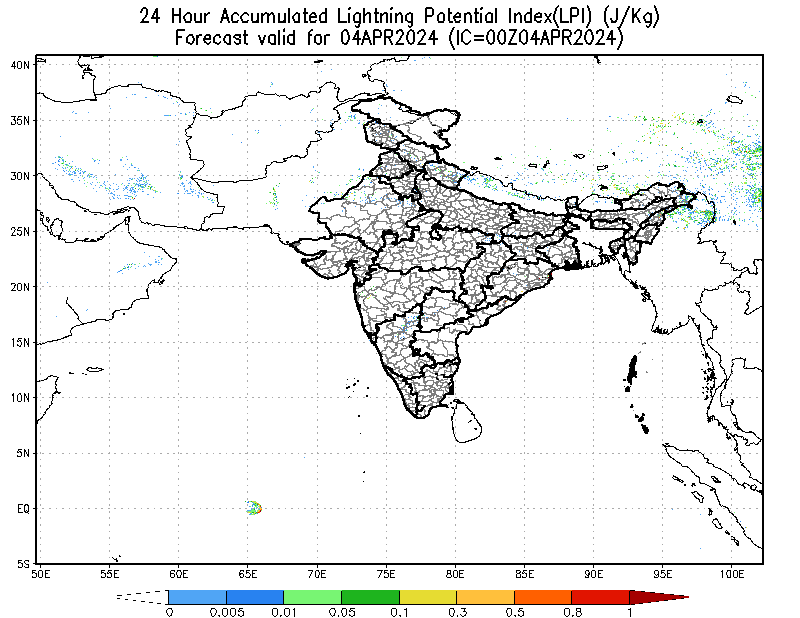 24 Hour Accumulated Lightning Potential Index(LPI) (J/Kg)
Forecast valid for 04APR2024 (IC=00Z04APR2024)
40N
35N
30N
25N
20N
15N
10N
5N
EQ
5S
50E 55E 60E 65E 70E 75E 80E 85E 90E 95E 100E
0 0.005 0.01 0.05 0.1 0.3 0.5 0.8 1